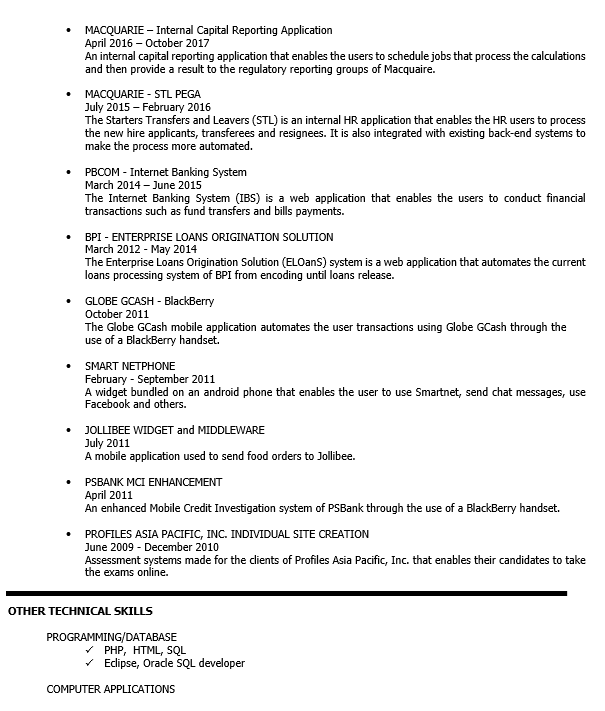 • MACQUARIE – Internal Capital Reporting Application
April 2016 – October 2017
An internal capital reporting application that enables the users to schedule jobs that process the calculations
and then provide a result to the regulatory reporting groups of Macquaire.
• MACQUARIE - STL PEGA
July 2015 – February 2016
The Starters Transfers and Leavers (STL) is an internal HR application that enables the HR users to process
the new hire applicants, transferees and resignees. It is also integrated with existing back-end systems to
make the process more automated.
• PBCOM - Internet Banking System
March 2014 – June 2015
The Internet Banking System (IBS) is a web application that enables the users to conduct financial
transactions such as fund transfers and bills payments.
• BPI - ENTERPRISE LOANS ORIGINATION SOLUTION
March 2012 - May 2014
The Enterprise Loans Origination Solution (ELOanS) system is a web application that automates the current
loans processing system of BPI from encoding until loans release.
• GLOBE GCASH - BlackBerry
October 2011
The Globe GCash mobile application automates the user transactions using Globe GCash through the
use of a BlackBerry handset.
• SMART NETPHONE
February - September 2011
A widget bundled on an android phone that enables the user to use Smartnet, send chat messages, use
Facebook and others.
• JOLLIBEE WIDGET and MIDDLEWARE
July 2011
A mobile application used to send food orders to Jollibee.
• PSBANK MCI ENHANCEMENT
April 2011
An enhanced Mobile Credit Investigation system of PSBank through the use of a BlackBerry handset.
• PROFILES ASIA PACIFIC, INC. INDIVIDUAL SITE CREATION
June 2009 - December 2010
Assessment systems made for the clients of Profiles Asia Pacific, Inc. that enables their candidates to take
the exams online.
OTHER TECHNICAL SKILLS
PROGRAMMING/DATABASE
✓ PHP, HTML, SQL
✓ Eclipse, Oracle SQL developer
COMPUTER APPLICATIONS